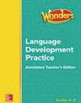 Wonders
Language
Development
Practice
Annotated Teacher's Edition